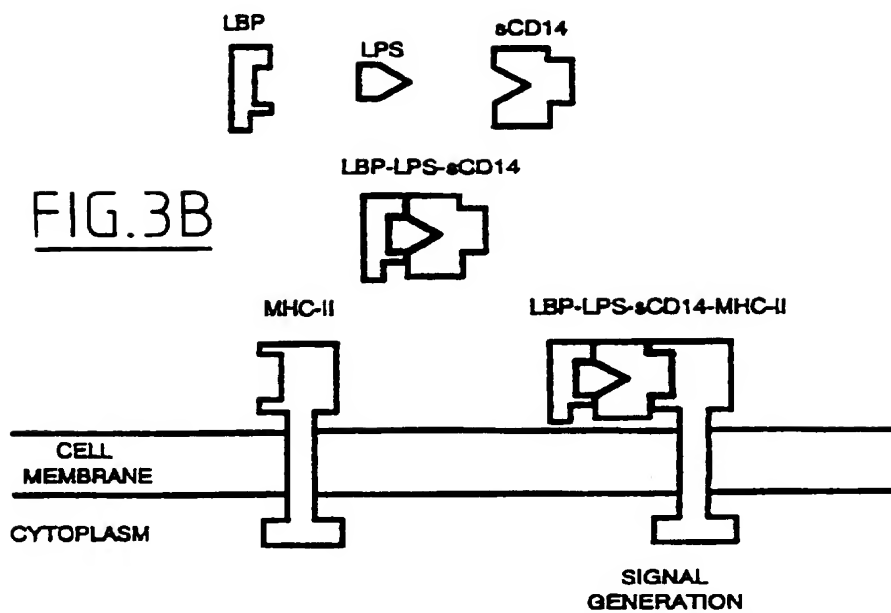 LBP
LPS
sCD14
LBP-LPS-sCD14
FIG.3B
MHC-II
LBP-LPS-sCD14-MHC-II
CELL
MEMBRANE
CYTOPLASM
SIGNAL
GENERATION